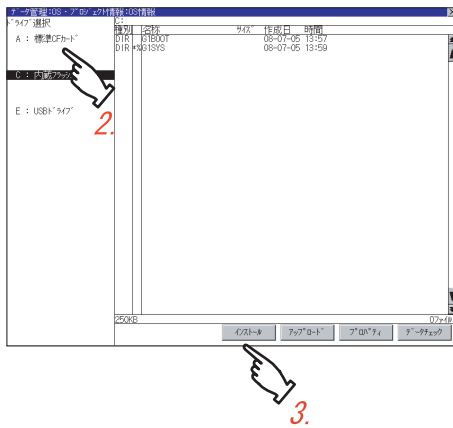 データ管理:OS・プロジェクト情報:OS情報
ドライブ選択
C:
種別 名称 サイズ 作成日 時間
A : 標準CFカード
DIR G1BOOT 08-07-05 13:57
DIR *%G1SYS 08-07-05 13:59
C : 内蔵フラッシ
E : USBドライブ
2.
250KB 0ファイル
インストール アップロード プロパティ データチェック
3.